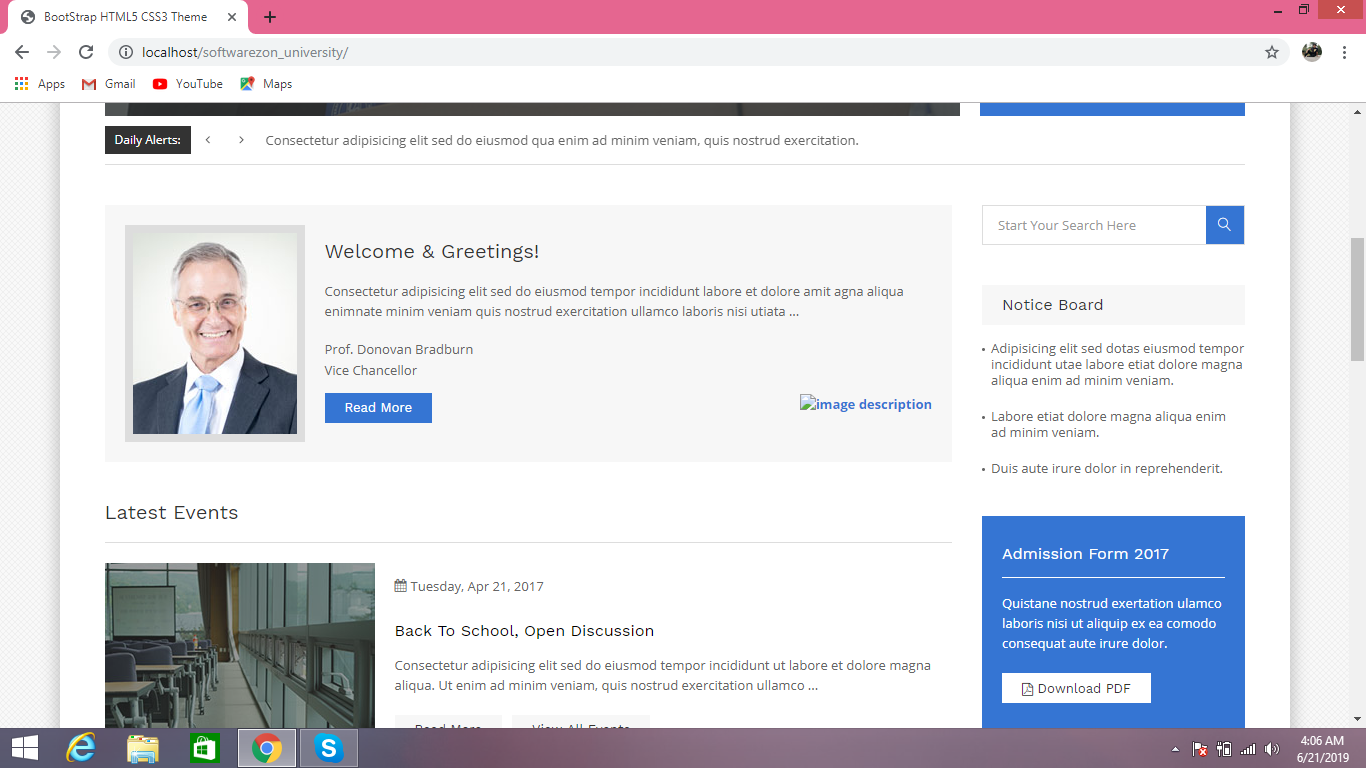 BootStrap HTML5 CSS3 Theme
localhost/softwarezon_university/
Apps Gmail YouTube Maps
Daily Alerts: Consectetur adipisicing elit sed do eiusmod qua enim ad minim veniam, quis nostrud exercitation.
Welcome & Greetings!
Consectetur adipisicing elit sed do eiusmod tempor incididunt labore et dolore amit agna aliqua
enimnate minim veniam quis nostrud exercitation ullamco laboris nisi utiata ...
Prof. Donovan Bradburn
Vice Chancellor
Read More
image description
Latest Events
Tuesday, Apr 21, 2017
Back To School, Open Discussion
Consectetur adipisicing elit sed do eiusmod tempor incididunt ut labore et dolore magna
aliqua. Ut enim ad minim veniam, quis nostrud exercitation ullamco ...
Read More View All Events
Start Your Search Here
Notice Board
• Adipisicing elit sed dotas eiusmod tempor
incididunt utae labore etiat dolore magna
aliqua enim ad minim veniam.
• Labore etiat dolore magna aliqua enim
ad minim veniam.
• Duis aute irure dolor in reprehenderit.
Admission Form 2017
Quistane nostrud exertation ulamco
laboris nisi ut aliquip ex ea comodo
consequat aute irure dolor.
Download PDF
4:06 AM
6/21/2019